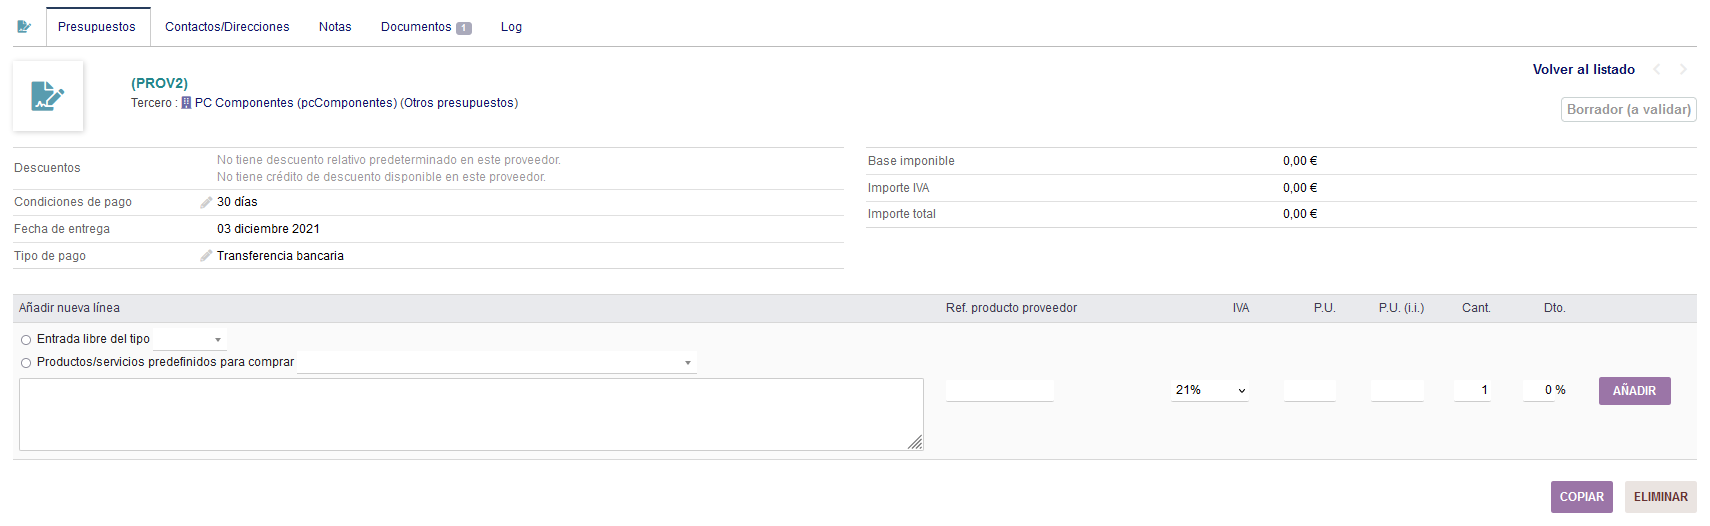 Presupuestos Contactos/Direcciones Notas Documentos 1 Log
(PROV2)
Tercero : PC Componentes (pcComponentes) (Otros presupuestos)
Volver al listado
Borrador (a validar)
Descuentos
No tiene descuento relativo predeterminado en este proveedor.
No tiene crédito de descuento disponible en este proveedor.
Condiciones de pago 30 días
Fecha de entrega 03 diciembre 2021
Tipo de pago Transferencia bancaria
Base imponible 0,00 €
Importe IVA 0,00 €
Importe total 0,00 €
Añadir nueva línea Ref. producto proveedor IVA P.U. P.U. (i.i.) Cant. Dto.
Entrada libre del tipo
Productos/servicios predefinidos para comprar
21% 1 0 % AÑADIR
COPIAR ELIMINAR